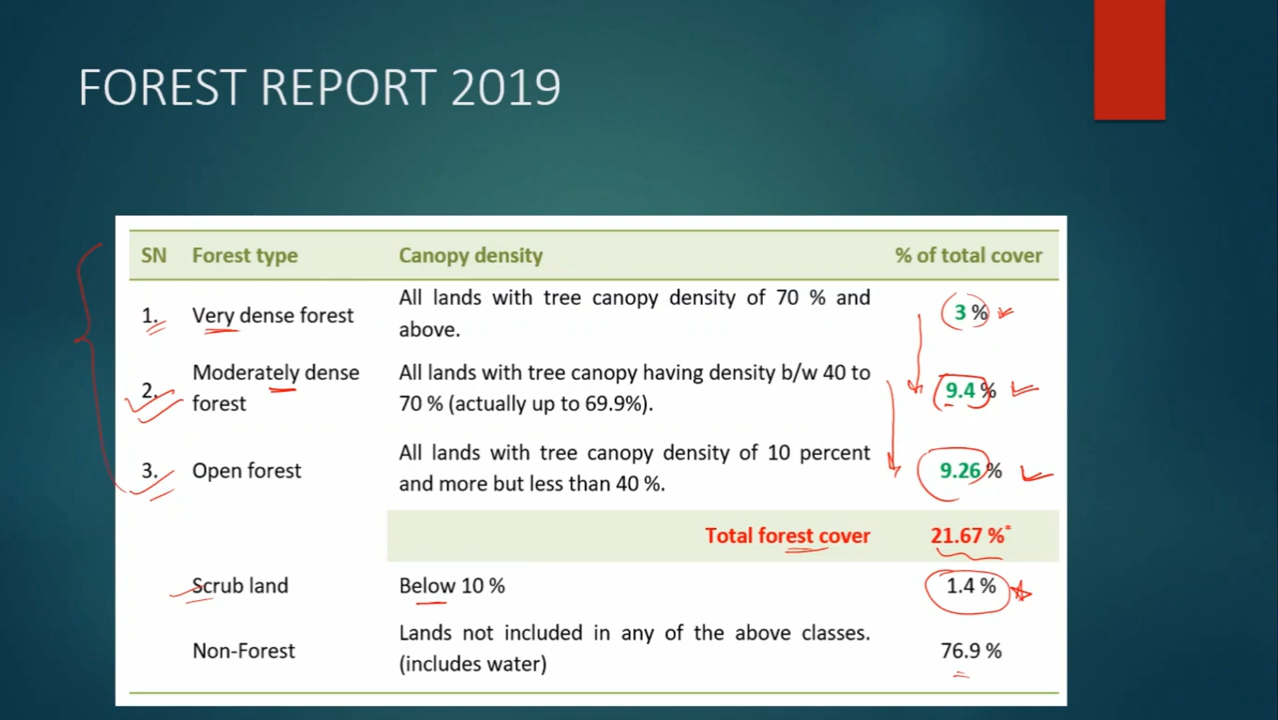 FOREST REPORT 2019
SN Forest type Canopy density % of total cover
1. Very dense forest All lands with tree canopy density of 70 % and above. 3 %
2. Moderately dense forest All lands with tree canopy having density b/w 40 to 70 % (actually up to 69.9%). 9.4 %
3. Open forest All lands with tree canopy density of 10 percent and more but less than 40 %. 9.26 %
Total forest cover 21.67 %*
Scrub land Below 10 % 1.4 %
Non-Forest Lands not included in any of the above classes. (includes water) 76.9 %